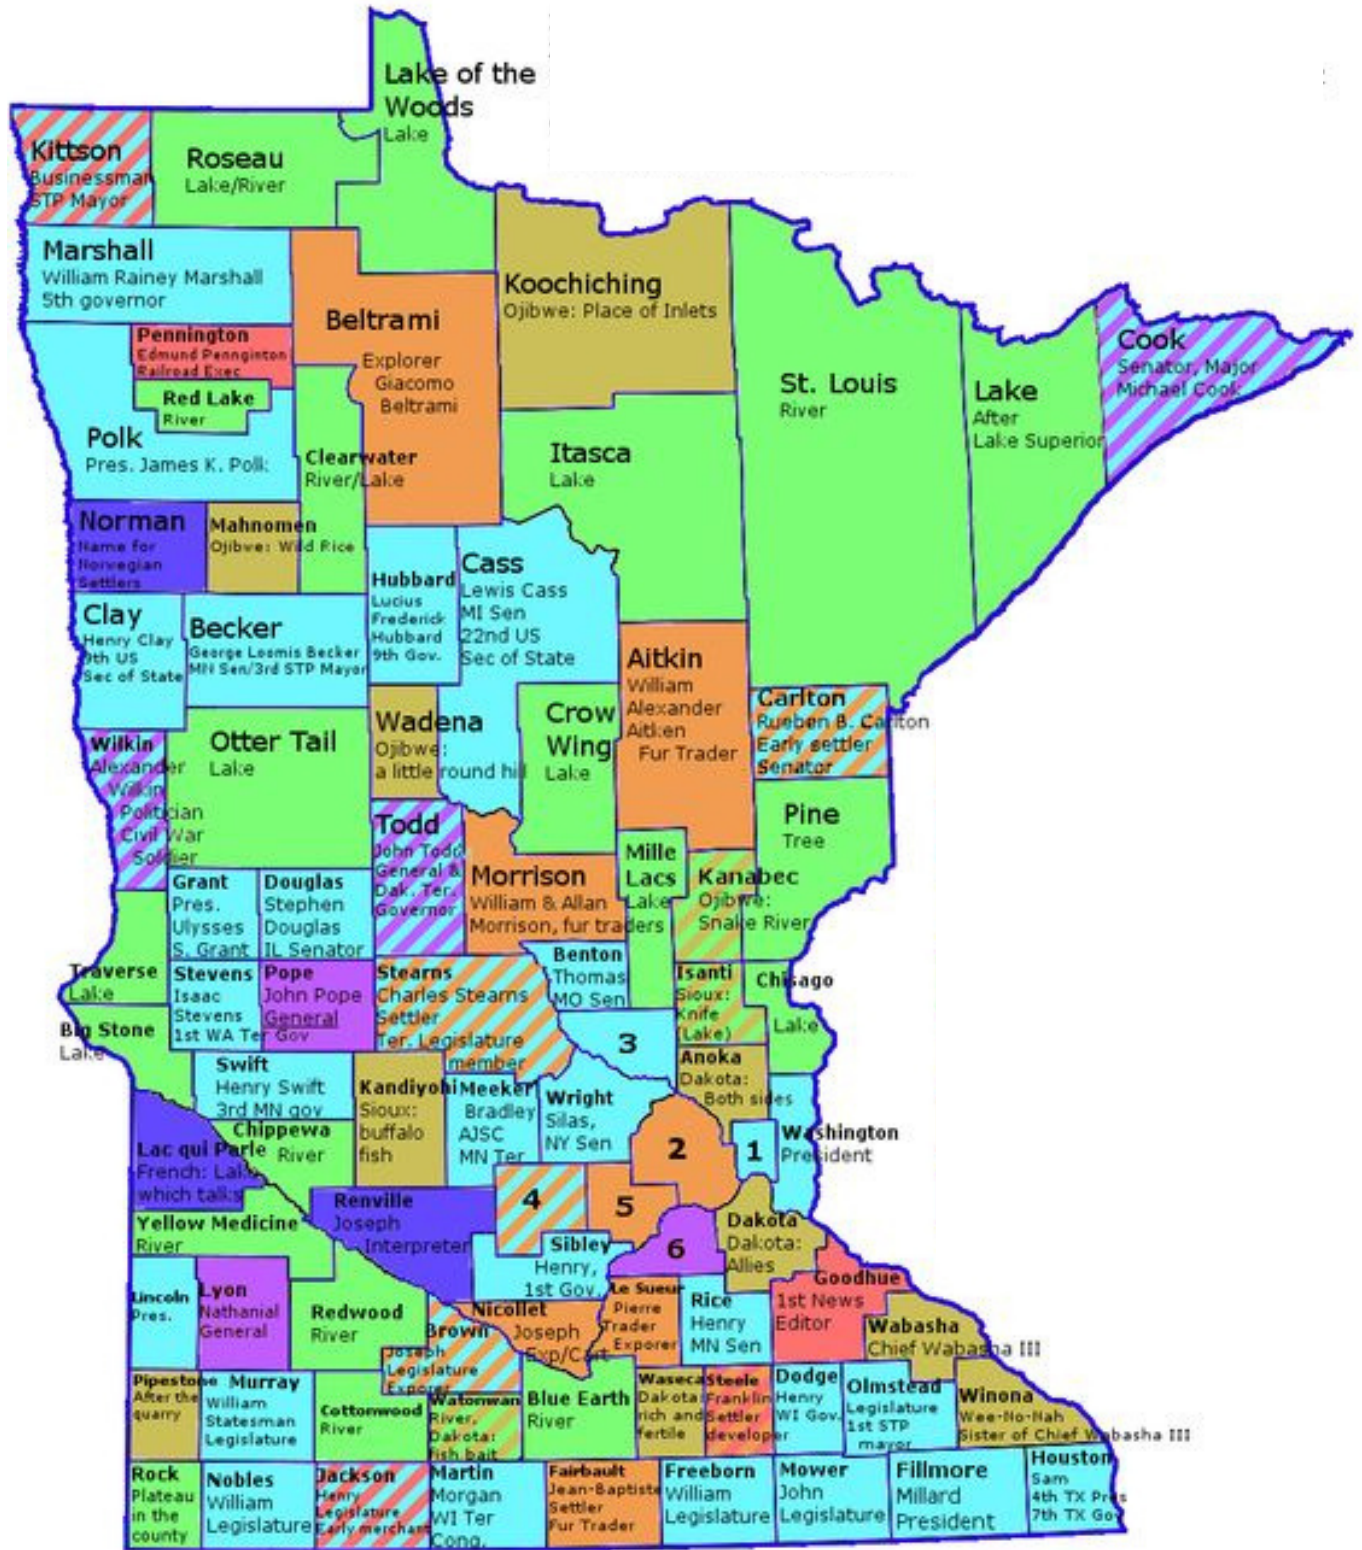 Lake of the
Woods
Lake
Kittson
Businessman
STP Mayor
Roseau
Lake/River
Marshall
William Rainey Marshall
5th governor
Koochiching
Ojibwe: Place of Inlets
Beltrami
Explorer
Giacomo
Beltrami
Pennington
Edmund Pennginton
Railroad Exec
Red Lake
River
Polk
Pres. James K. Polk
Clearwater
River/Lake
St. Louis
River
Lake
After
Lake Superior
Cook
Senator, Major
Michael Cook
Itasca
Lake
Norman
Name for
Norwegian
Settlers
Mahnomen
Ojibwe: Wild Rice
Hubbard
Lucius
Frederick
Hubbard
9th Gov.
Cass
Lewis Cass
MI Sen
22nd US
Sec of State
Clay
Henry Clay
9th US
Sec of State
Becker
George Losmis Becker
MN Sen/3rd STP Mayor
Aitkin
William
Alexander
Aitken
Fur Trader
Carlton
Rueben B. Carlton
Early settler
Senator
Wilkin
Alexander
Wilkin
Politician
Civil War
Soldier
Otter Tail
Lake
Wadena
Ojibwe:
a little round hill
Crow
Wing
Lake
Pine
Tree
Todd
John Todd
General &
Dak. Ter.
Governor
Morrison
William & Allan
Morrison, fur traders
Mille
Lacs
Lake
Kanabec
Ojibwe:
Snake River
Grant
Pres.
Ulysses
S. Grant
Douglas
Stephen
Douglas
IL Senator
Traverse
Lake
Stevens
Isaac
Stevens
1st WA Ter Gov
Pope
John Pope
General
Stearns
Charles Stearns
Settler
Ter. Legislature
member
Benton
Thomas
MO Sen
Isanti
Sioux:
Knife
(Lake)
Chisago
Lake
Big Stone
Lake
3
Swift
Henry Swift
3rd MN gov
Kandiyohi
Sioux:
buffalo
fish
Meeker
Bradley
AJSC
MN Ter
Wright
Silas,
NY Sen
Anoka
Dakota:
Both sides
Washington
President
1
2
Lac qui Parle
French: Lake
which talks
Chippewa
River
Renville
Joseph
Interpreter
4
5
6
Yellow Medicine
River
Sibley
Henry,
1st Gov.
Dakota
Dakota:
Allies
Lincoln
Pres.
Lyon
Nathanial
General
Redwood
River
Brown
Joseph
Legislature
Exporer
Nicollet
Joseph
Exp/Cart
Le Sueur
Pierre
Trader
Exporer
Rice
Henry
MN Sen
Goodhue
1st News
Editor
Wabasha
Chief Wabasha III
Pipestone
After the
quarry
Murray
William
Statesman
Legislature
Cottonwood
River
Watonwan
River,
Dakota:
fish bait
Blue Earth
River
Waseca
Dakota:
rich and
fertile
Steele
Franklin
Settler
developer
Dodge
Henry
WI Gov.
Olmstead
Legislature
1st STP
mayor
Winona
Wee-No-Nah
Sister of Chief Wabasha III
Rock
Plateau
in the
county
Nobles
William
Legislature
Jackson
Henry
Legislature
Early merchant
Martin
Morgan
WI Ter
Cong.
Fairbault
Jean-Baptiste
Settler
Fur Trader
Freeborn
William
Legislature
Mower
John
Legislature
Fillmore
Millard
President
Houston
Sam
4th TX Pres
7th TX Gov